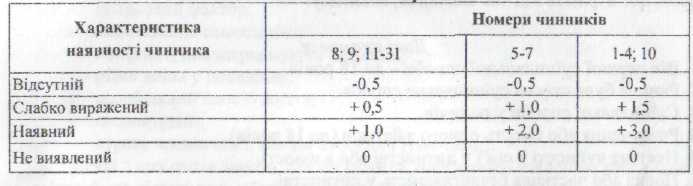 Характеристика наявності чинника | Номери чинників
8; 9; 11-31 | 5-7 | 1-4; 10
Відсутній | -0,5 | -0,5 | -0,5
Слабко виражений | + 0,5 | + 1,0 | + 1,5
Наявний | + 1,0 | + 2,0 | + 3,0
Не виявлений | 0 | 0 | 0